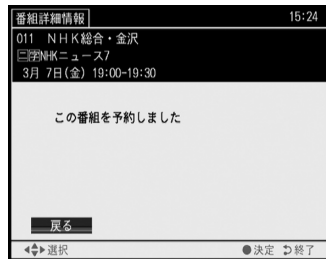 番組詳細情報 15:24
011 NHK総合・金沢
二字NHKニュース7
3月 7日(金) 19:00-19:30
この番組を予約しました
戻る
選択 ●決定 終了